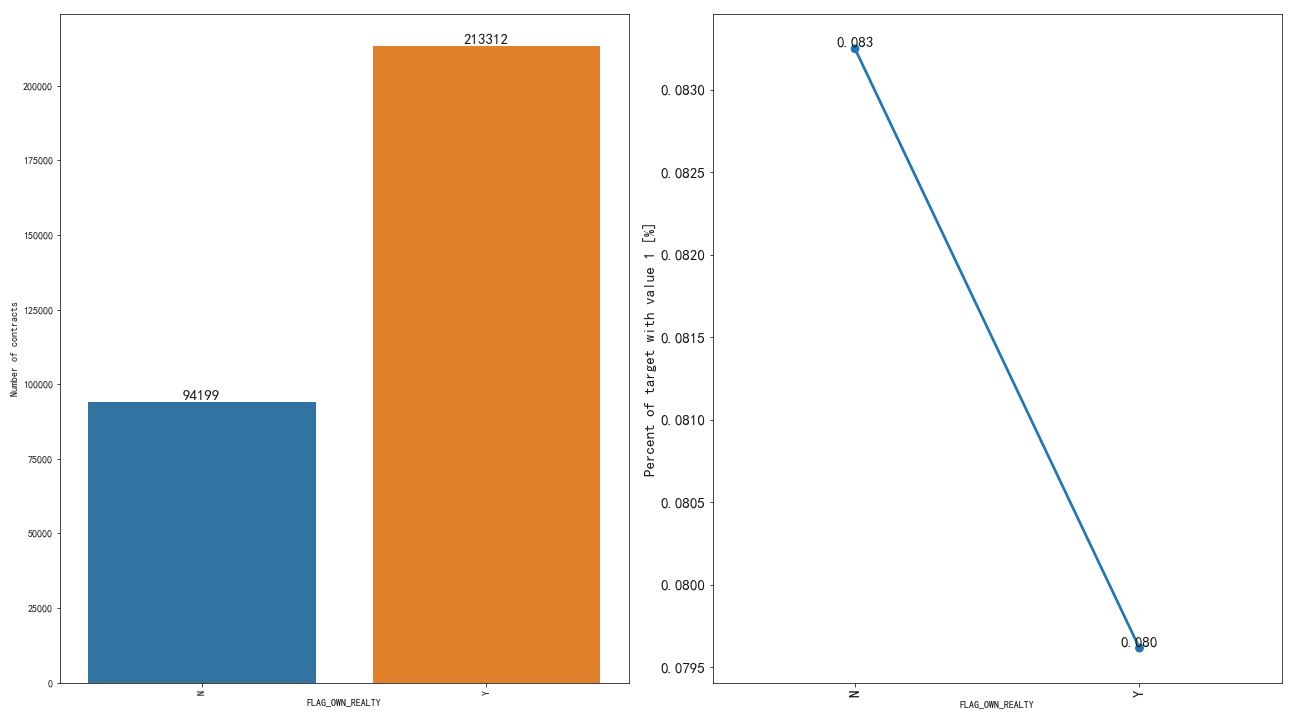 213312
200000
175000
150000
125000
Number of contracts
100000
94199
75000
50000
25000
0
N
Y
FLAG_OWN_REALTY
0.083
0.0830
0.0825
0.0820
Percent of target with value 1 [%]
0.0815
0.0810
0.0805
0.0800
0.080
0.0795
N
Y
FLAG_OWN_REALTY